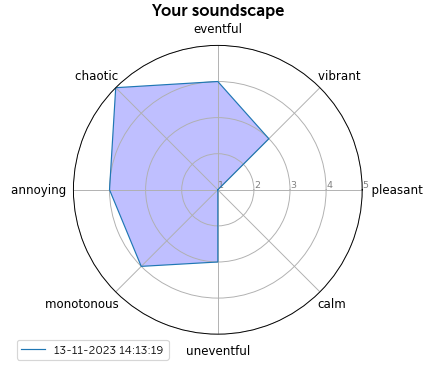 Your soundscape
eventful
chaotic
vibrant
annoying
1 2 3 4 5
pleasant
monotonous
calm
uneventful
13-11-2023 14:13:19